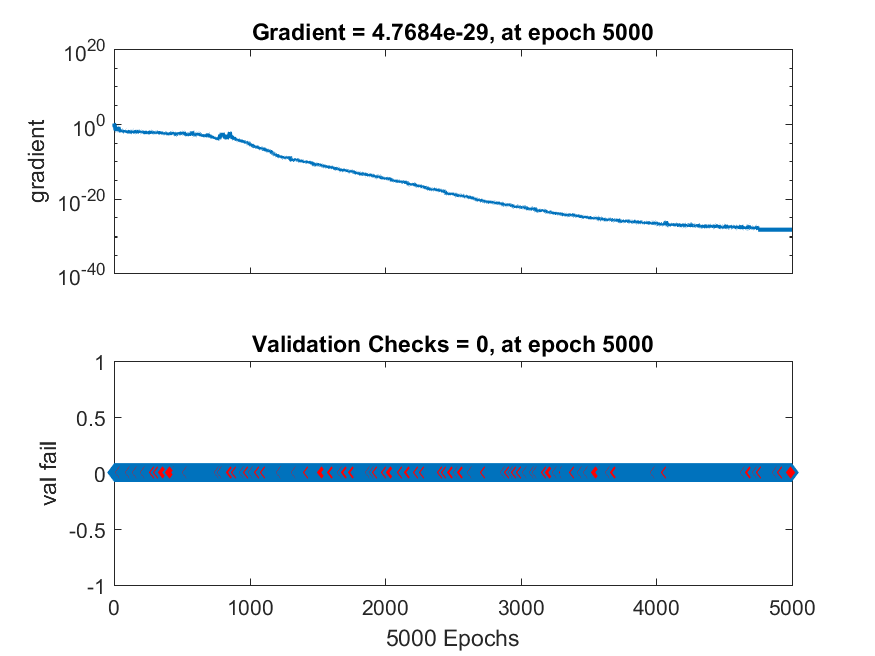 Gradient = 4.7684e-29, at epoch 5000
10^20
10^0
10^-20
10^-40
gradient
Validation Checks = 0, at epoch 5000
1
0.5
0
-0.5
-1
val fail
0 1000 2000 3000 4000 5000
5000 Epochs